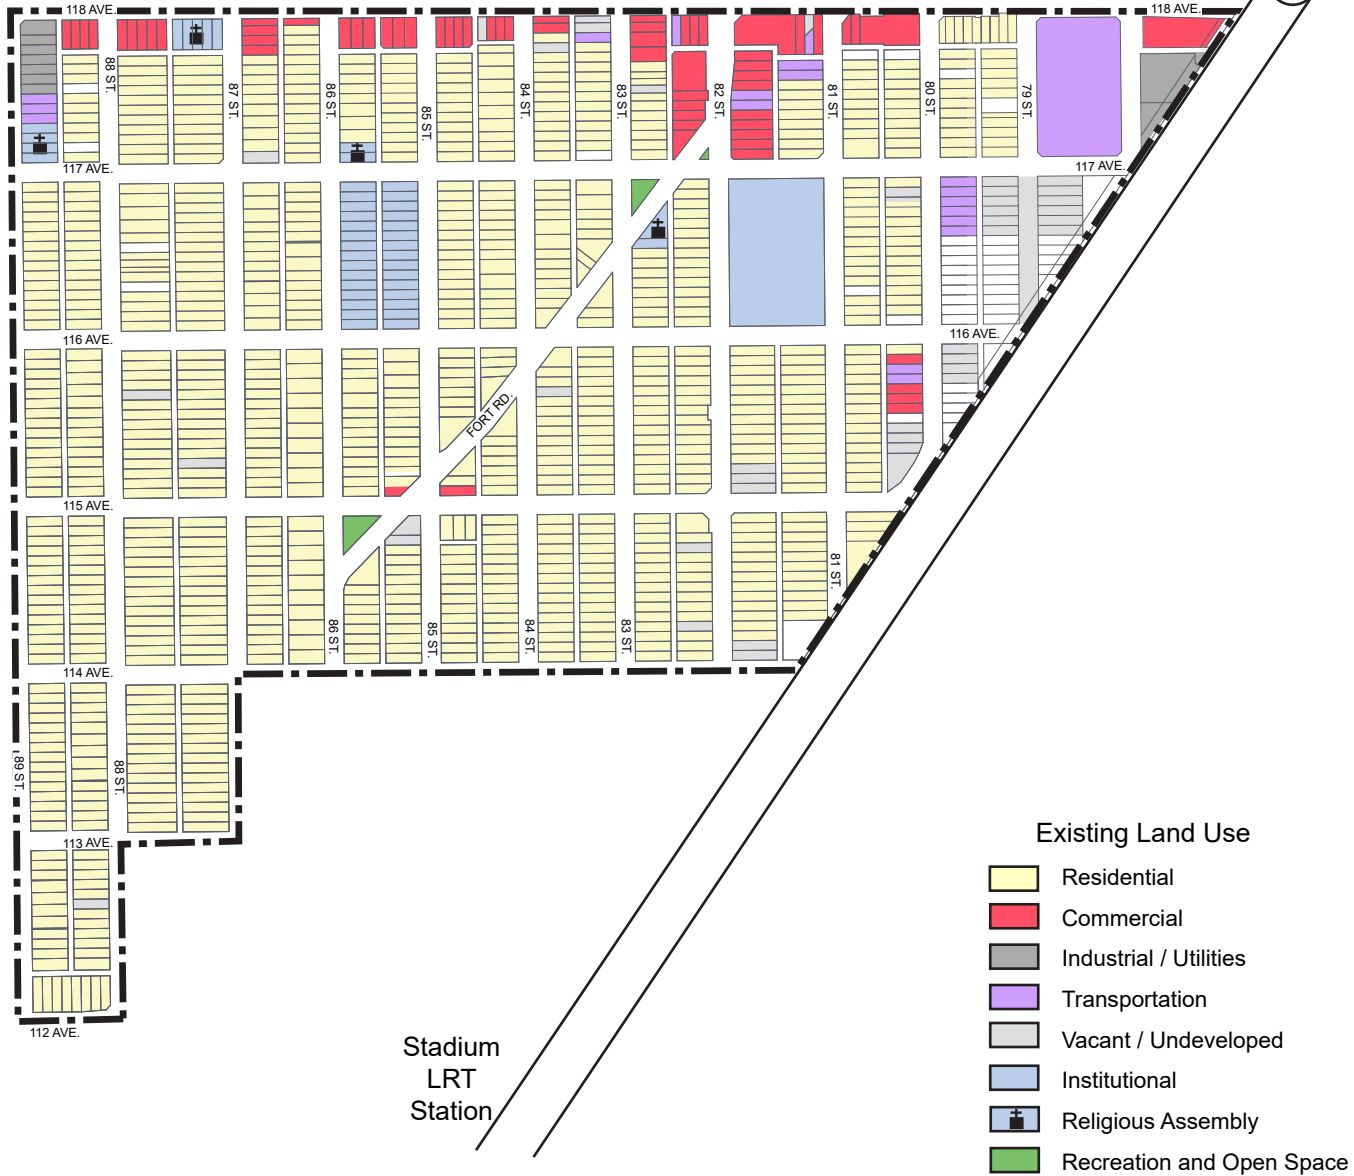 118 AVE.
118 AVE.
88 ST.
87 ST.
86 ST.
85 ST.
84 ST.
83 ST.
82 ST.
81 ST.
80 ST.
79 ST.
117 AVE.
117 AVE.
116 AVE.
116 AVE.
FORT RD.
115 AVE.
81 ST.
86 ST.
85 ST.
84 ST.
83 ST.
114 AVE.
89 ST.
88 ST.
113 AVE.
112 AVE.
Stadium
LRT
Station
Existing Land Use
Residential
Commercial
Industrial / Utilities
Transportation
Vacant / Undeveloped
Institutional
Religious Assembly
Recreation and Open Space